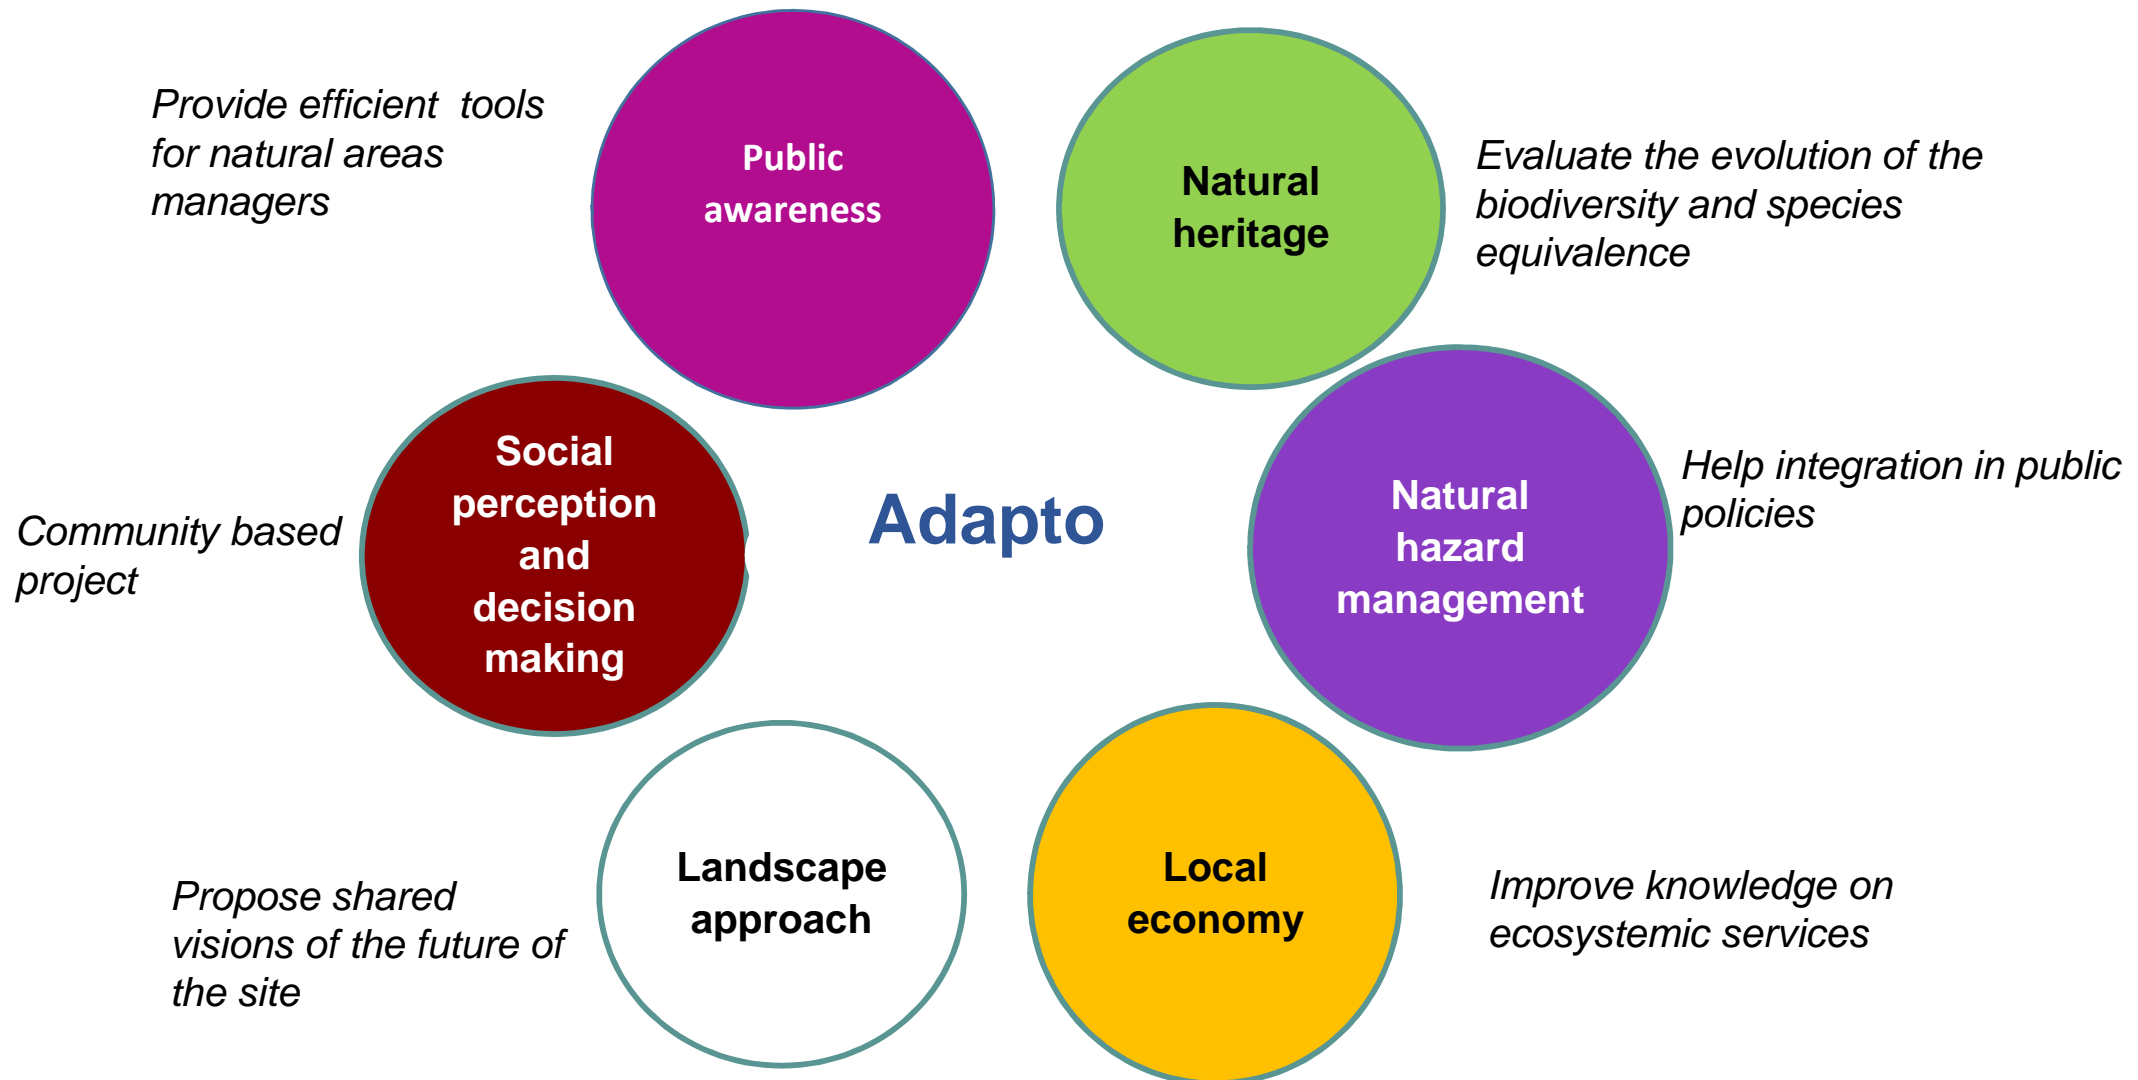 Provide efficient tools
for natural areas
managers
Public
awareness
Natural
heritage
Evaluate the evolution of the
biodiversity and species
equivalence
Community based
project
Social
perception
and
decision
making
Adapto
Natural
hazard
management
Help integration in public
policies
Propose shared
visions of the future of
the site
Landscape
approach
Local
economy
Improve knowledge on
ecosystemic services